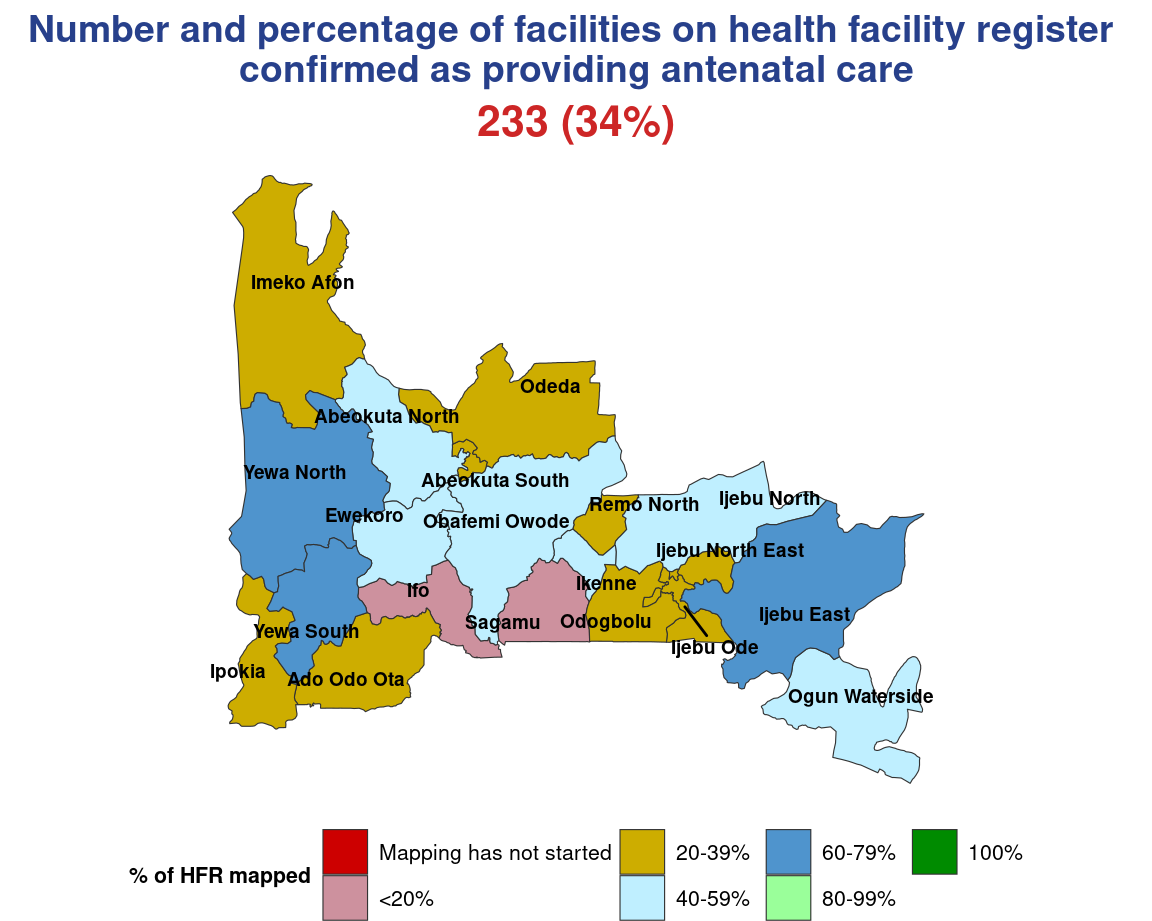 Number and percentage of facilities on health facility register
confirmed as providing antenatal care
233 (34%)
Imeko Afon
Odeda
Abeokuta North
Yewa North
Abeokuta South
Ijebu North
Remo North
Ewekoro
Obafemi Owode
Ijebu North East
Ikenne
Ifo
Ijebu East
Sagamu
Odogbolu
Yewa South
Ijebu Ode
Ipokia
Ado Odo Ota
Ogun Waterside
% of HFR mapped
Mapping has not started
<20%
20-39%
40-59%
60-79%
80-99%
100%